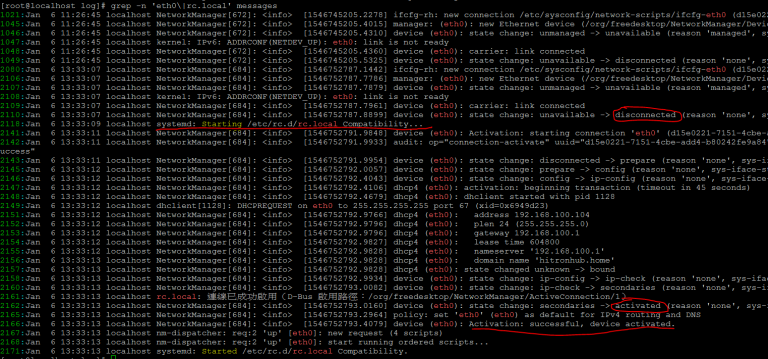 [root@localhost log]# grep -n 'eth0\|rc.local' messages
1021:Jan  6 11:26:45 localhost NetworkManager[672]: <info>  [1546745205.2278] ifcfg-rh: new connection /etc/sysconfig/network-scripts/ifcfg-eth0 (d15e02
1041:Jan  6 11:26:45 localhost NetworkManager[672]: <info>  [1546745205.4015] manager: (eth0): new Ethernet device (/org/freedesktop/NetworkManager/Devi
1046:Jan  6 11:26:45 localhost NetworkManager[672]: <info>  [1546745205.4310] device (eth0): state change: unmanaged -> unavailable (reason 'managed', sy
1047:Jan  6 11:26:45 localhost kernel: IPv6: ADDRCONF(NETDEV_UP): eth0: link is not ready
1048:Jan  6 11:26:45 localhost NetworkManager[672]: <info>  [1546745205.4360] device (eth0): carrier: link connected
1049:Jan  6 11:26:45 localhost NetworkManager[672]: <info>  [1546745205.5325] device (eth0): state change: unavailable -> disconnected (reason 'none', s
2080:Jan  6 13:33:07 localhost NetworkManager[684]: <info>  [1546752787.1442] ifcfg-rh: new connection /etc/sysconfig/network-scripts/ifcfg-eth0 (d15e02
2106:Jan  6 13:33:07 localhost NetworkManager[684]: <info>  [1546752787.7786] manager: (eth0): new Ethernet device (/org/freedesktop/NetworkManager/Devi
2107:Jan  6 13:33:07 localhost NetworkManager[684]: <info>  [1546752787.7879] device (eth0): state change: unmanaged -> unavailable (reason 'managed', s
2108:Jan  6 13:33:07 localhost kernel: IPv6: ADDRCONF(NETDEV_UP): eth0: link is not ready
2109:Jan  6 13:33:07 localhost NetworkManager[684]: <info>  [1546752787.7961] device (eth0): carrier: link connected
2110:Jan  6 13:33:07 localhost NetworkManager[684]: <info>  [1546752787.8899] device (eth0): state change: unavailable -> disconnected (reason 'none', s
2118:Jan  6 13:33:09 localhost systemd: Starting /etc/rc.d/rc.local Compatibility...
2141:Jan  6 13:33:11 localhost NetworkManager[684]: <info>  [1546752791.9848] device (eth0): Activation: starting connection 'eth0' (d15e0221-7151-4cbe-a
2142:Jan  6 13:33:11 localhost NetworkManager[684]: <info>  [1546752791.9933] audit: op="connection-activate" uuid="d15e0221-7151-4cbe-add4-b80242fe9a84"
uccess"
2143:Jan  6 13:33:11 localhost NetworkManager[684]: <info>  [1546752791.9954] device (eth0): state change: disconnected -> prepare (reason 'none', sys-if
2145:Jan  6 13:33:12 localhost NetworkManager[684]: <info>  [1546752792.0057] device (eth0): state change: prepare -> config (reason 'none', sys-iface-st
2146:Jan  6 13:33:12 localhost NetworkManager[684]: <info>  [1546752792.4043] device (eth0): state change: config -> ip-config (reason 'none', sys-iface-
2147:Jan  6 13:33:12 localhost NetworkManager[684]: <info>  [1546752792.4106] dhcp4 (eth0): activation: beginning transaction (timeout in 45 seconds)
2148:Jan  6 13:33:12 localhost NetworkManager[684]: <info>  [1546752792.4679] dhcp4 (eth0): dhclient started with pid 1128
2149:Jan  6 13:33:12 localhost dhclient[1128]: DHCPREQUEST on eth0 to 255.255.255.255 port 67 (xid=0x6949d23)
2151:Jan  6 13:33:12 localhost NetworkManager[684]: <info>  [1546752792.9766] dhcp4 (eth0):   address 192.168.100.104
2152:Jan  6 13:33:12 localhost NetworkManager[684]: <info>  [1546752792.9796] dhcp4 (eth0):   plen 24 (255.255.255.0)
2153:Jan  6 13:33:12 localhost NetworkManager[684]: <info>  [1546752792.9796] dhcp4 (eth0):   gateway 192.168.100.1
2154:Jan  6 13:33:12 localhost NetworkManager[684]: <info>  [1546752792.9827] dhcp4 (eth0):   lease time 604800
2155:Jan  6 13:33:12 localhost NetworkManager[684]: <info>  [1546752792.9828] dhcp4 (eth0):   nameserver '192.168.100.1'
2156:Jan  6 13:33:12 localhost NetworkManager[684]: <info>  [1546752792.9828] dhcp4 (eth0):   domain name 'hitronhub.home'
2157:Jan  6 13:33:12 localhost NetworkManager[684]: <info>  [1546752792.9828] dhcp4 (eth0): state changed unknown -> bound
2158:Jan  6 13:33:13 localhost NetworkManager[684]: <info>  [1546752792.9934] device (eth0): state change: ip-config -> ip-check (reason 'none', sys-ifac
2160:Jan  6 13:33:13 localhost NetworkManager[684]: <info>  [1546752793.0082] device (eth0): state change: ip-check -> secondaries (reason 'none', sys-if
2161:Jan  6 13:33:13 localhost rc.local: 連線已成功啟用 (D-Bus 啟用路徑：/org/freedesktop/NetworkManager/ActiveConnection/1)
2162:Jan  6 13:33:13 localhost NetworkManager[684]: <info>  [1546752793.0160] device (eth0): state change: secondaries -> activated (reason 'none', sys-i
2165:Jan  6 13:33:13 localhost NetworkManager[684]: <info>  [1546752793.2964] policy: set 'eth0' (eth0) as default for IPv4 routing and DNS
2167:Jan  6 13:33:13 localhost NetworkManager[684]: <info>  [1546752793.4079] device (eth0): Activation: successful, device activated.
2168:Jan  6 13:33:13 localhost nm-dispatcher: req:2 'up' [eth0]: new request (4 scripts)
2170:Jan  6 13:33:13 localhost nm-dispatcher: req:2 'up' [eth0]: start running ordered scripts...
2171:Jan  6 13:33:13 localhost systemd: Started /etc/rc.d/rc.local Compatibility.